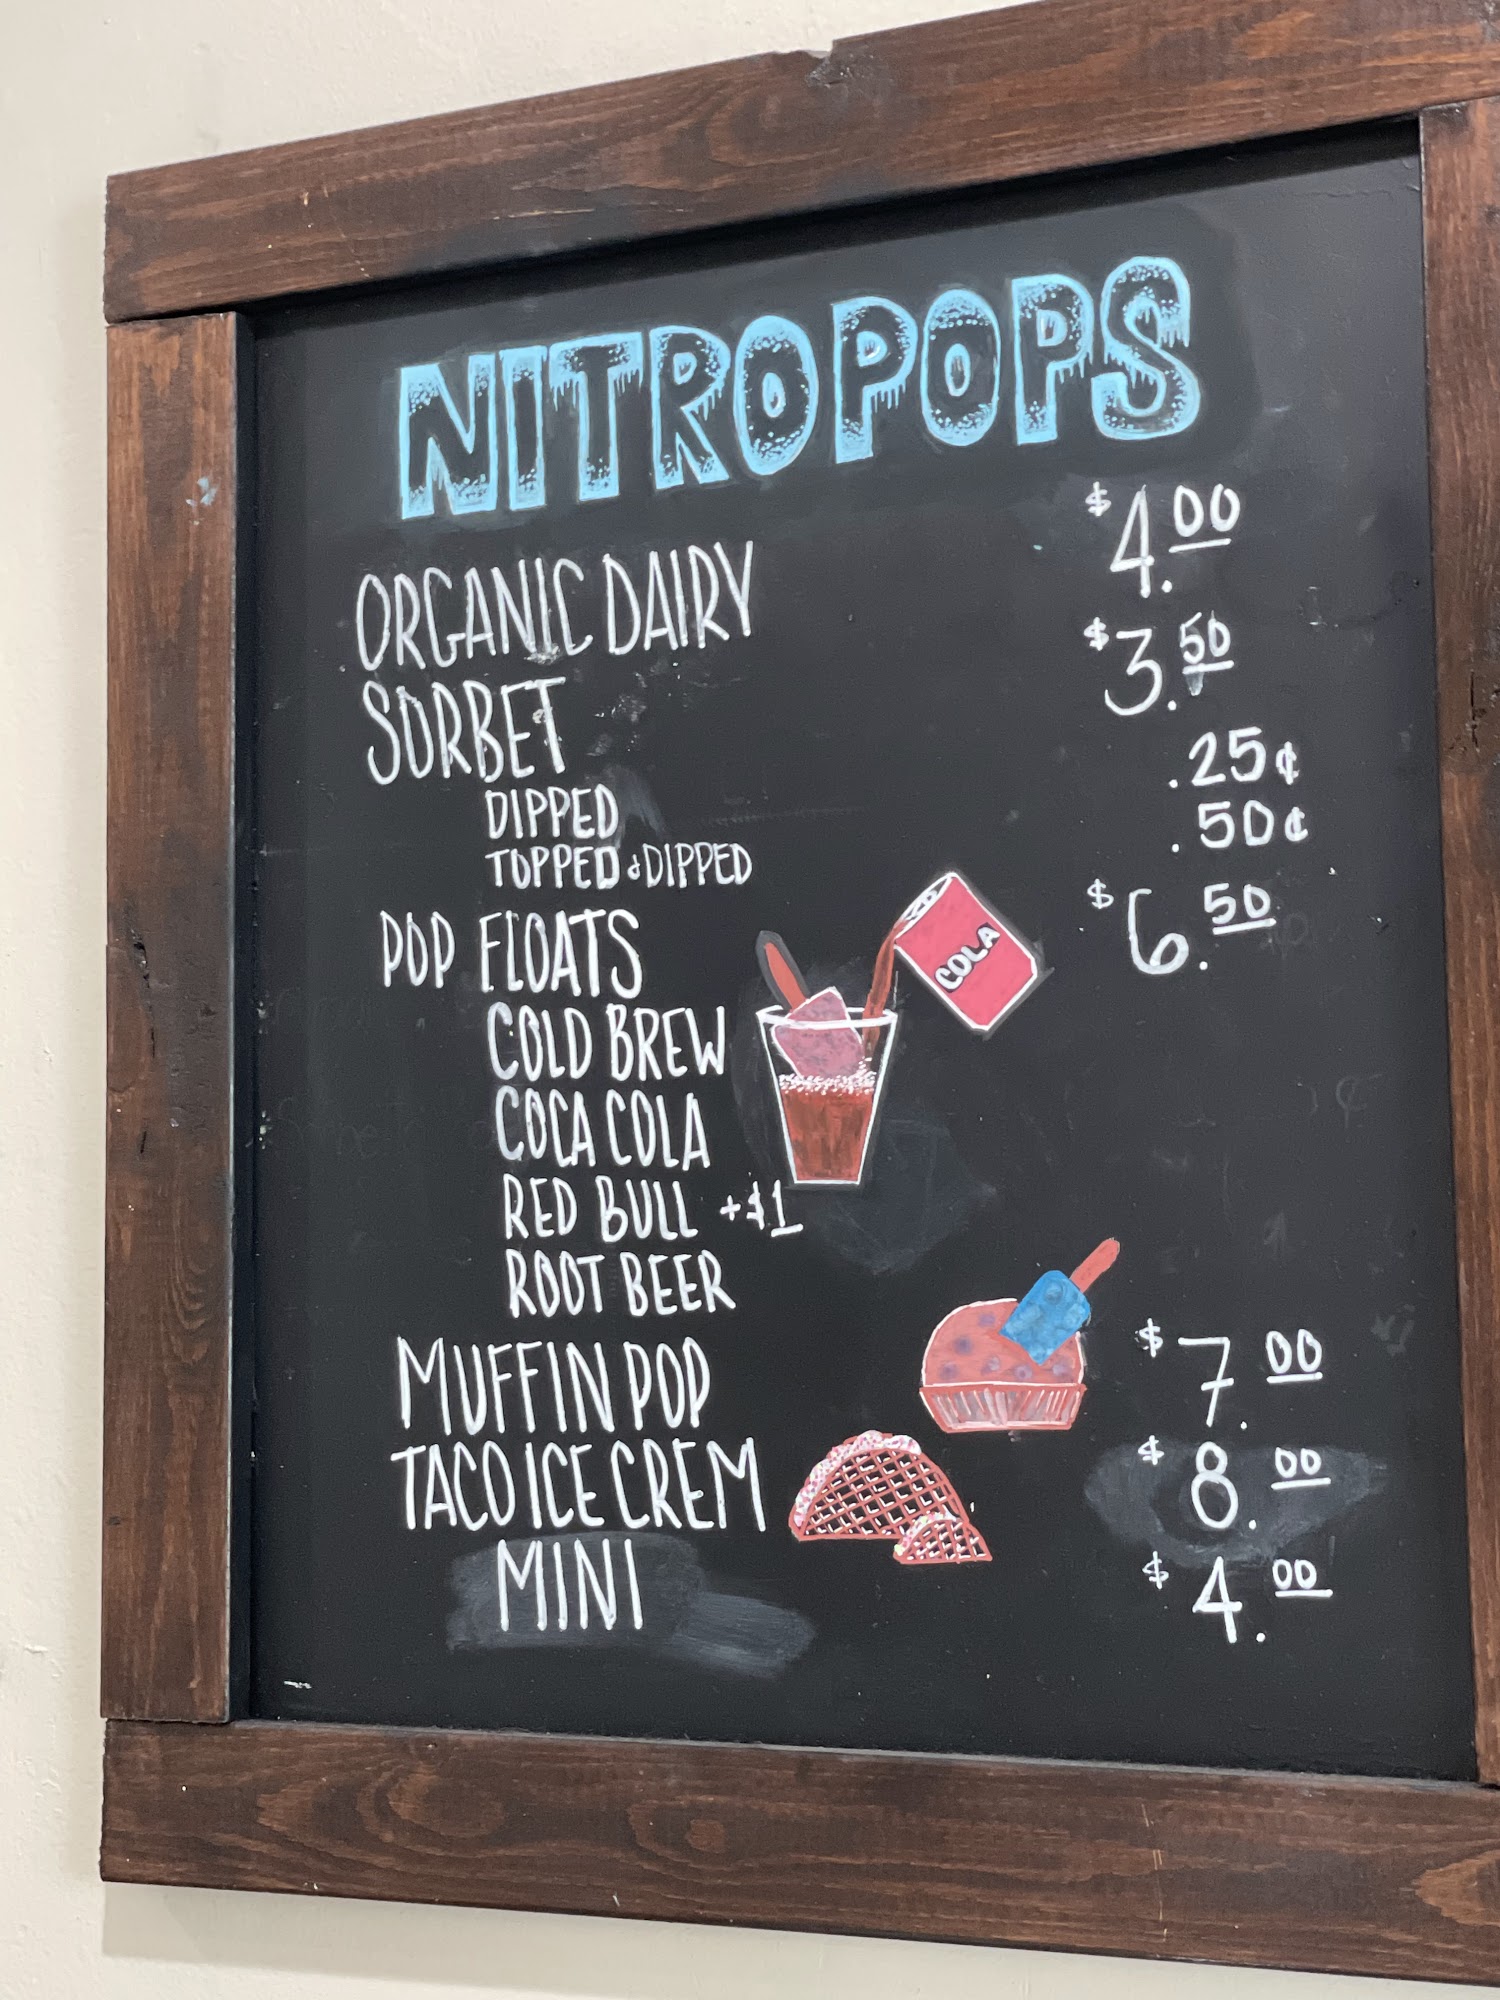 NITROPOPS
ORGANIC DAIRY $4.00
SORBET $3.50
DIPPED .25¢
TOPPED & DIPPED .50¢
POP FLOATS $6.50
COLA
COLD BREW
COCA COLA
RED BULL +$1
ROOT BEER
MUFFIN POP $7.00
TACO ICE CREM $8.00
MINI $4.00